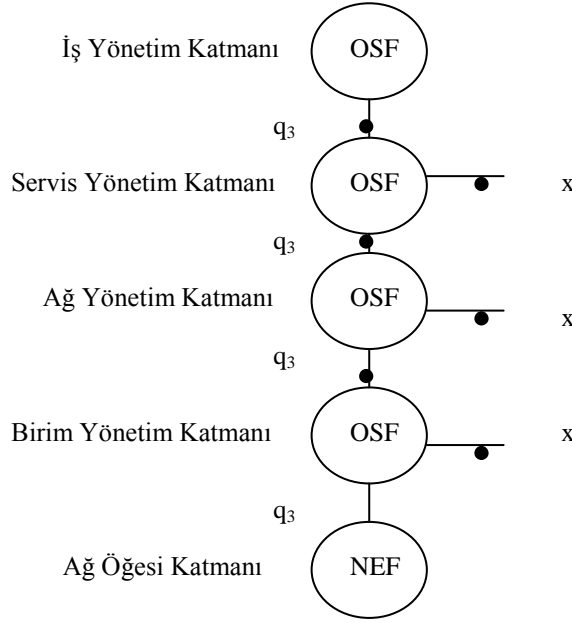 İş Yönetim Katmanı OSF
q₃
Servis Yönetim Katmanı OSF x
q₃
Ağ Yönetim Katmanı OSF x
q₃
Birim Yönetim Katmanı OSF x
q₃
Ağ Öğesi Katmanı NEF